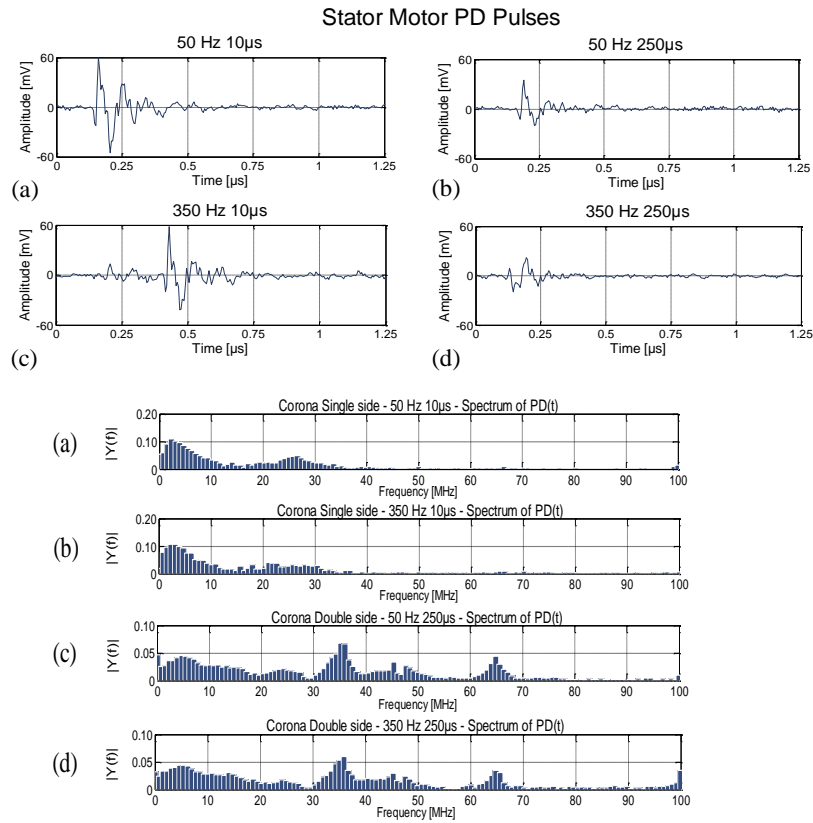 Stator Motor PD Pulses
50 Hz 10µs
Amplitude [mV]
60
0
-60
0 0.25 0.5 0.75 1 1.25
Time [µs]
(a)
50 Hz 250µs
Amplitude [mV]
60
0
-60
0 0.25 0.5 0.75 1 1.25
Time [µs]
(b)
350 Hz 10µs
Amplitude [mV]
60
0
-60
0 0.25 0.5 0.75 1 1.25
Time [µs]
(c)
350 Hz 250µs
Amplitude [mV]
60
0
-60
0 0.25 0.5 0.75 1 1.25
Time [µs]
(d)
Corona Single side - 50 Hz 10µs - Spectrum of PD(t)
(a)
|Y(f)|
0.20
0.10
0
0 10 20 30 40 50 60 70 80 90 100
Frequency [MHz]
Corona Single side - 350 Hz 10µs - Spectrum of PD(t)
(b)
|Y(f)|
0.20
0.10
0
0 10 20 30 40 50 60 70 80 90 100
Frequency [MHz]
Corona Double side - 50 Hz 250µs - Spectrum of PD(t)
(c)
|Y(f)|
0.10
0.05
0
0 10 20 30 40 50 60 70 80 90 100
Frequency [MHz]
Corona Double side - 350 Hz 250µs - Spectrum of PD(t)
(d)
|Y(f)|
0.10
0.05
0
0 10 20 30 40 50 60 70 80 90 100
Frequency [MHz]